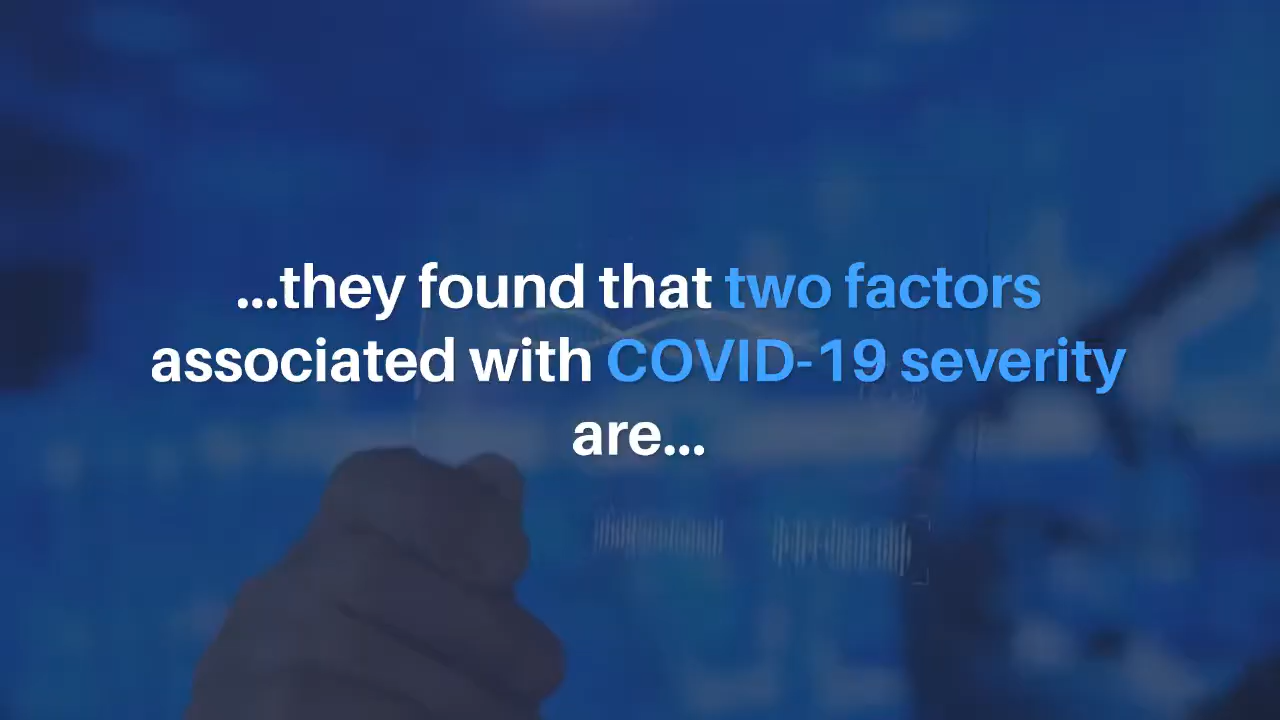 ...they found that two factors
associated with COVID-19 severity
are...